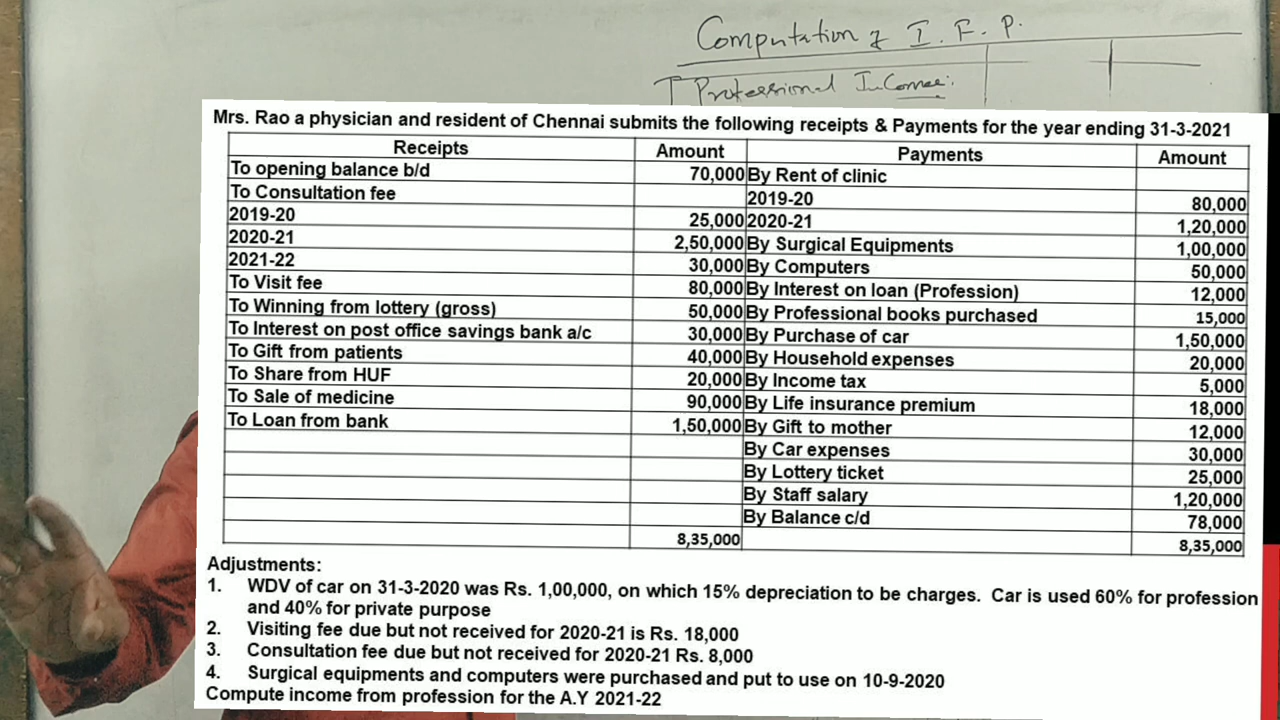 Computation of I. F. P.
Professional Income:
Mrs. Rao a physician and resident of Chennai submits the following receipts & Payments for the year ending 31-3-2021
Receipts Amount Payments Amount
To opening balance b/d 70,000 By Rent of clinic
To Consultation fee 2019-20 80,000
2019-20 25,000 2020-21 1,20,000
2020-21 2,50,000 By Surgical Equipments 1,00,000
2021-22 30,000 By Computers 50,000
To Visit fee 80,000 By Interest on loan (Profession) 12,000
To Winning from lottery (gross) 50,000 By Professional books purchased 15,000
To Interest on post office savings bank a/c 30,000 By Purchase of car 1,50,000
To Gift from patients 40,000 By Household expenses 20,000
To Share from HUF 20,000 By Income tax 5,000
To Sale of medicine 90,000 By Life insurance premium 18,000
To Loan from bank 1,50,000 By Gift to mother 12,000
By Car expenses 30,000
By Lottery ticket 25,000
By Staff salary 1,20,000
By Balance c/d 78,000
8,35,000 8,35,000
Adjustments:
1. WDV of car on 31-3-2020 was Rs. 1,00,000, on which 15% depreciation to be charges. Car is used 60% for profession
and 40% for private purpose
2. Visiting fee due but not received for 2020-21 is Rs. 18,000
3. Consultation fee due but not received for 2020-21 Rs. 8,000
4. Surgical equipments and computers were purchased and put to use on 10-9-2020
Compute income from profession for the A.Y 2021-22